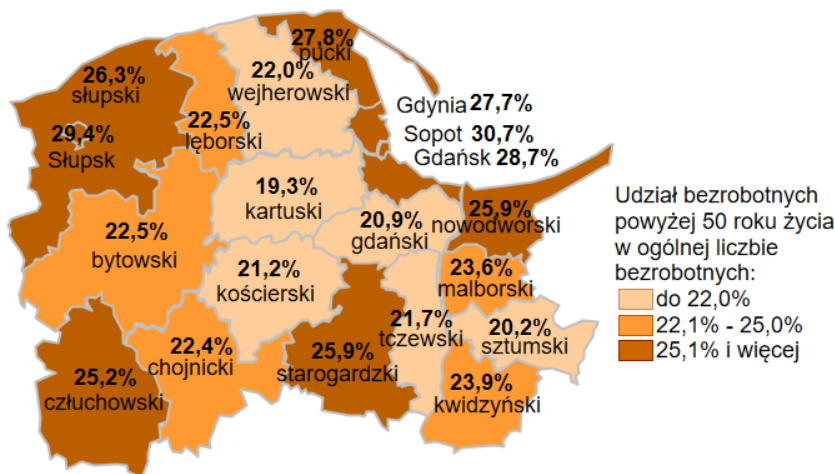 27,8%
pucki
26,3%
słupski
22,0%
wejherowski
Gdynia 27,7%
29,4%
Słupsk
22,5%
lęborski
Sopot 30,7%
Gdańsk 28,7%
19,3%
kartuski
20,9%
gdański
25,9%
nowodworski
22,5%
bytowski
21,2%
kościerski
23,6%
malborski
21,7%
tczewski
20,2%
sztumski
22,4%
chojnicki
25,9%
starogardzki
25,2%
człuchowski
23,9%
kwidzyński
Udział bezrobotnych
powyżej 50 roku życia
w ogólnej liczbie
bezrobotnych:
do 22,0%
22,1% - 25,0%
25,1% i więcej